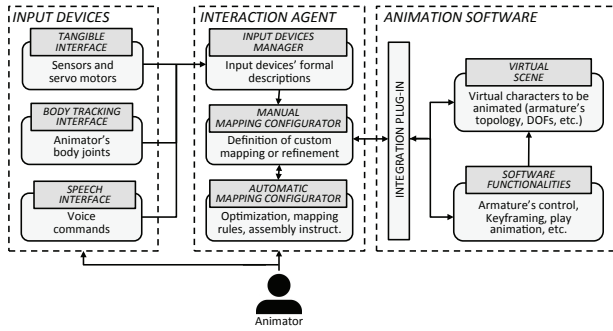 INPUT DEVICES
TANGIBLE
INTERFACE
Sensors and
servo motors
BODY TRACKING
INTERFACE
Animator's
body joints
SPEECH
INTERFACE
Voice
commands
INTERACTION AGENT
INPUT DEVICES
MANAGER
Input devices' formal
descriptions
MANUAL
MAPPING CONFIGURATOR
Definition of custom
mapping or refinement
AUTOMATIC
MAPPING CONFIGURATOR
Optimization, mapping
rules, assembly instruct.
ANIMATION SOFTWARE
INTEGRATION PLUG-IN
VIRTUAL
SCENE
Virtual characters to be
animated (armature's
topology, DOFs, etc.)
SOFTWARE
FUNCTIONALITIES
Armature's control,
Keyframing, play
animation, etc.
Animator